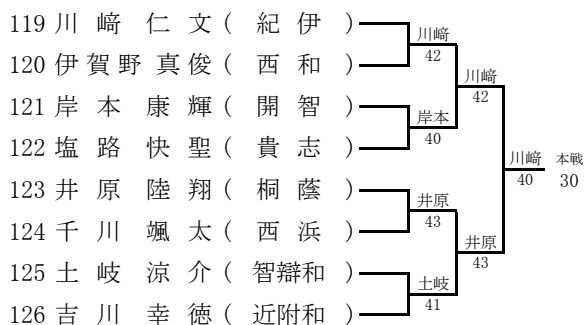 119 川 﨑 仁 文 ( 紀 伊 )
120 伊 賀 野 真 俊 ( 西 和 )
121 岸 本 康 輝 ( 開 智 )
122 塩 路 快 聖 ( 貴 志 )
123 井 原 陸 翔 ( 桐 蔭 )
124 千 川 颯 太 ( 西 浜 )
125 土 岐 涼 介 ( 智辯和 )
126 吉 川 幸 徳 ( 近附和 )
川﨑
42
岸本
40
井原
43
土岐
41
川﨑
42
井原
43
川﨑
40
本戦
30